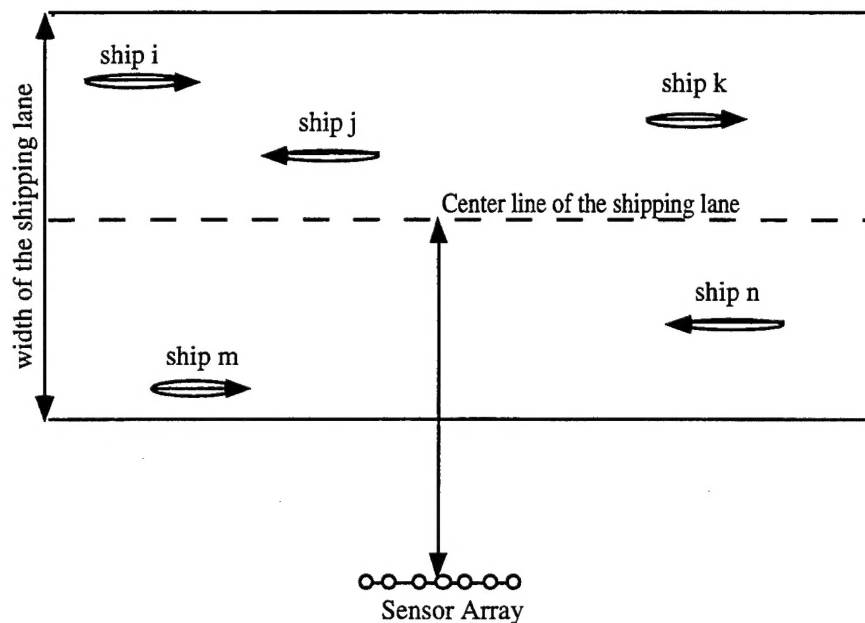 ship i
ship k
ship j
width of the shipping lane
Center line of the shipping lane
ship n
ship m
Sensor Array